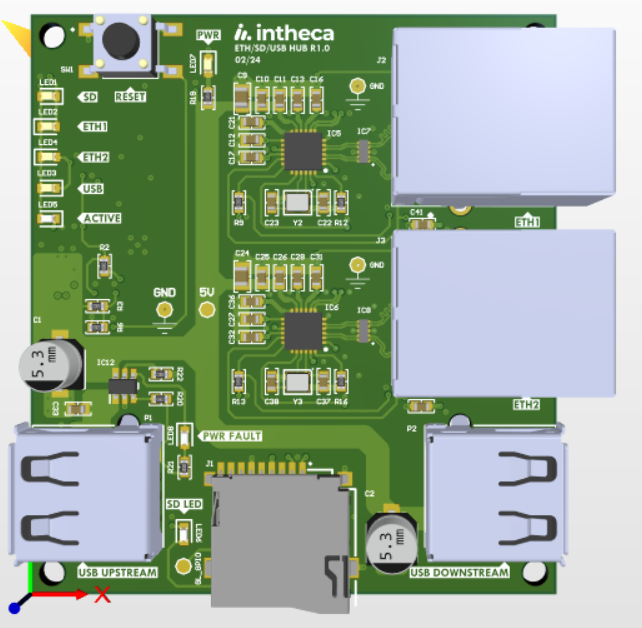 intheca
ETH/SD/USB HUB R1.0
02/24
PWR
LED7
R19
SW1
RESET
LED1
SD
LED2
ETH1
LED4
ETH2
LED3
USB
LED5
ACTIVE
J2
GND
C9
C10
C11
C13
C16
C21
C12
C17
IC5
IC7
R9
C23
Y2
C22
R12
C41
ETH1
J3
R2
R3
R6
GND
5V
C24
C25
C26
C28
C31
GND
C36
C27
C32
IC6
IC8
R13
C38
Y3
C37
R16
ETH2
C1
5.3
mm
IC12
R22
R20
C33
P1
LED8
PWR FAULT
R21
J1
P2
C2
5.3
mm
SD LED
LED6
BL_GPIO
USB UPSTREAM
USB DOWNSTREAM
X